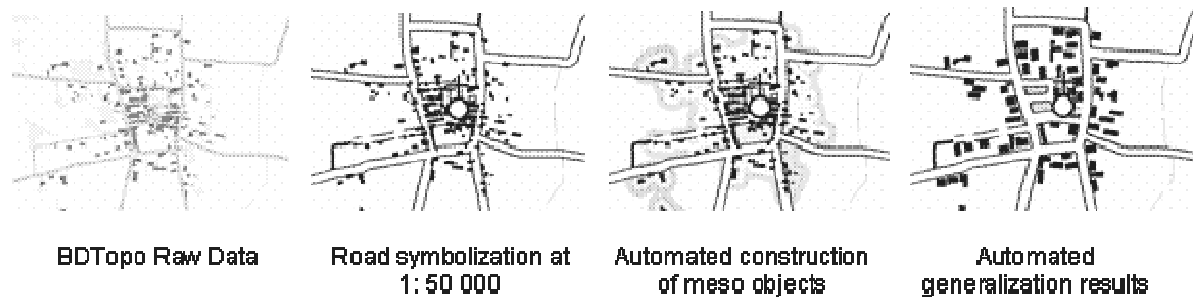 BDTopo Raw Data
Road symbolization at
1: 50 000
Automated construction
of meso objects
Automated
generalization results